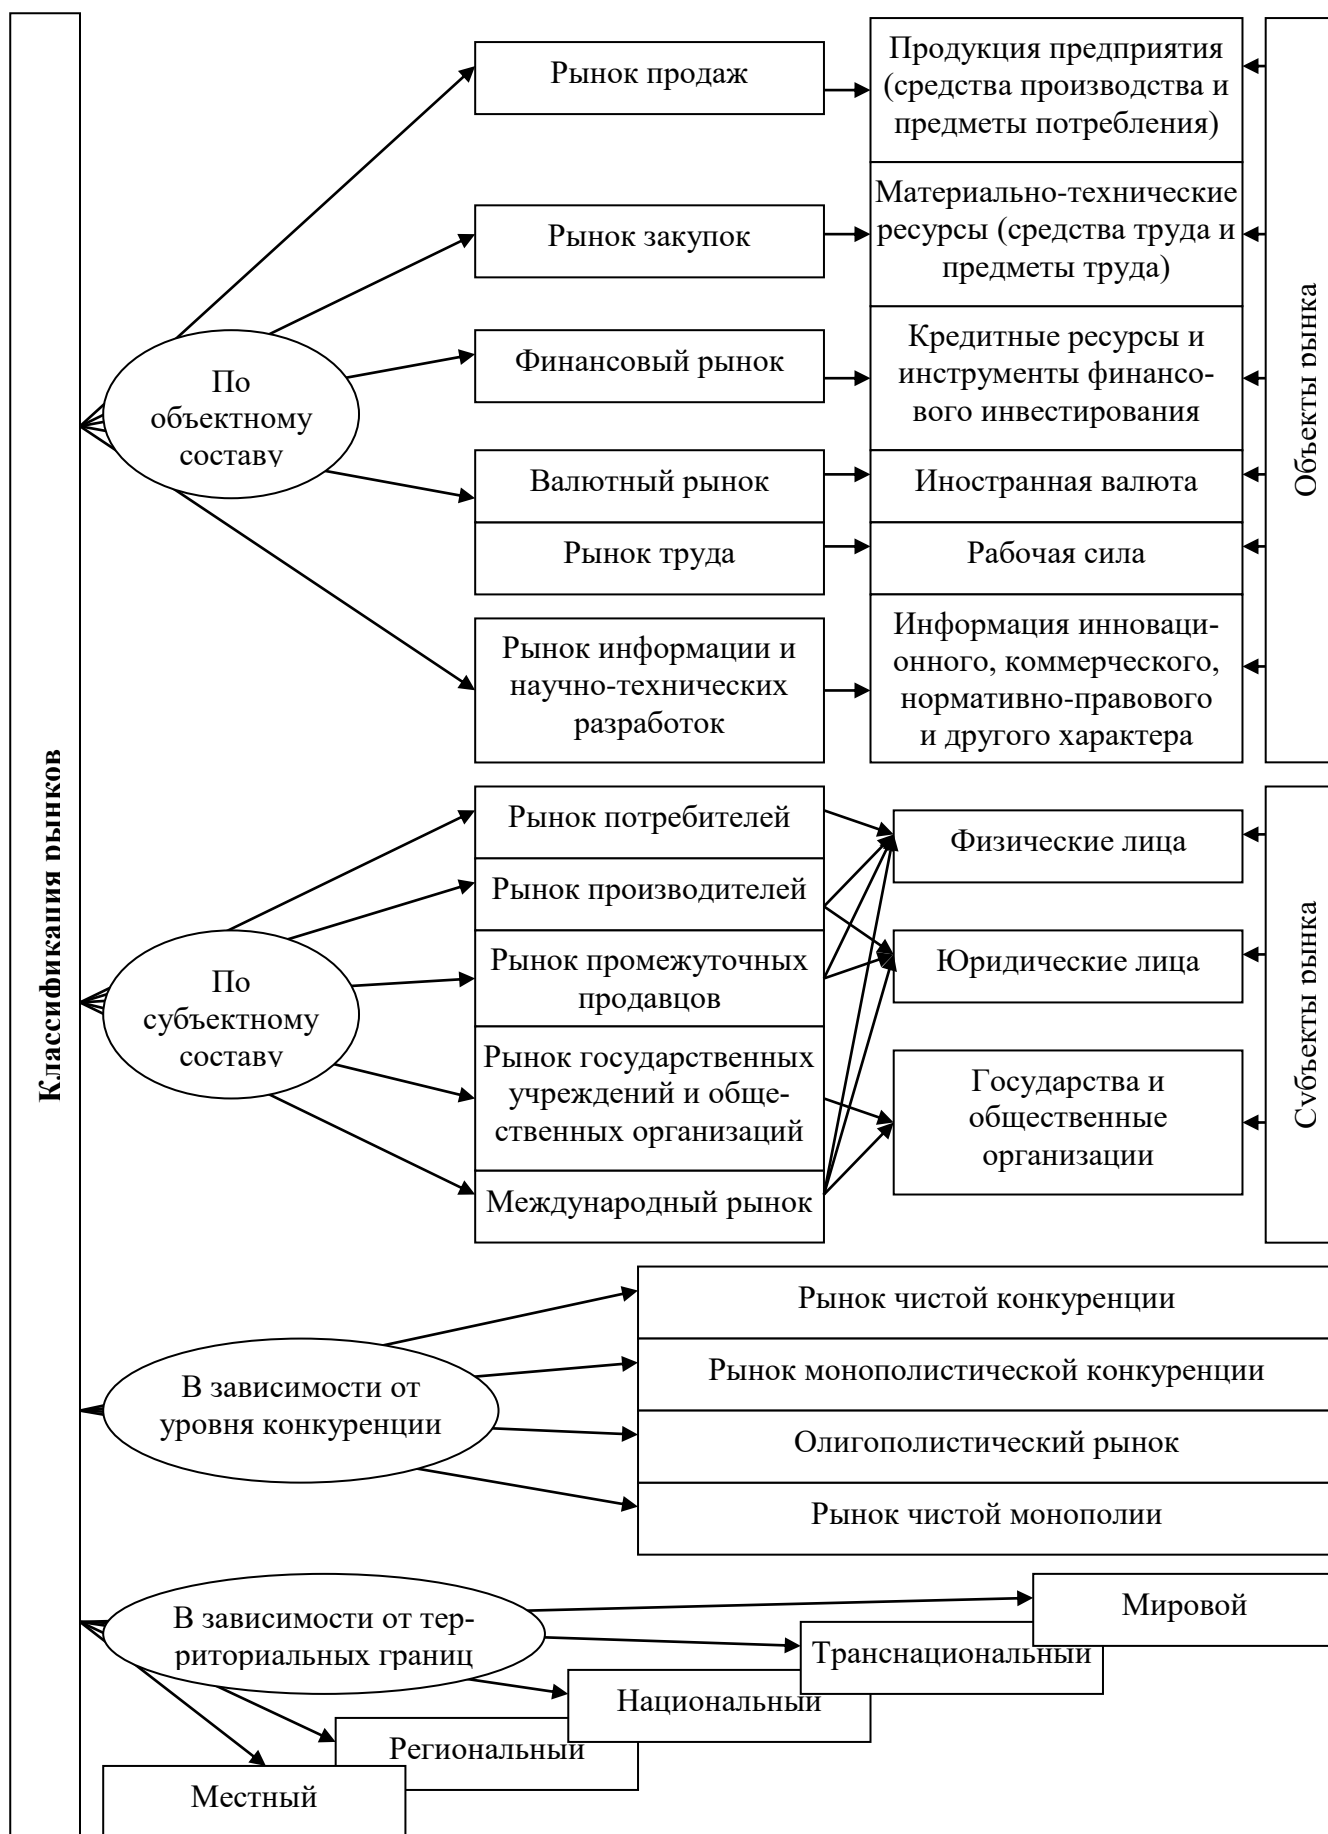 Классификация рынков
По
объектному
составу
Рынок продаж
Продукция предприятия
(средства производства и
предметы потребления)
Рынок закупок
Материально-технические
ресурсы (средства труда и
предметы труда)
Финансовый рынок
Кредитные ресурсы и
инструменты финансо-
вого инвестирования
Валютный рынок
Иностранная валюта
Рынок труда
Рабочая сила
Рынок информации и
научно-технических
разработок
Информация инноваци-
онного, коммерческого,
нормативно-правового
и другого характера
Объекты рынка
По
субъектному
составу
Рынок потребителей
Рынок производителей
Рынок промежуточных
продавцов
Рынок государственных
учреждений и обще-
ственных организаций
Международный рынок
Физические лица
Юридические лица
Государства и
общественные
организации
Субъекты рынка
В зависимости от
уровня конкуренции
Рынок чистой конкуренции
Рынок монополистической конкуренции
Олигополистический рынок
Рынок чистой монополии
В зависимости от тер-
риториальных границ
Мировой
Транснациональный
Национальный
Региональный
Местный